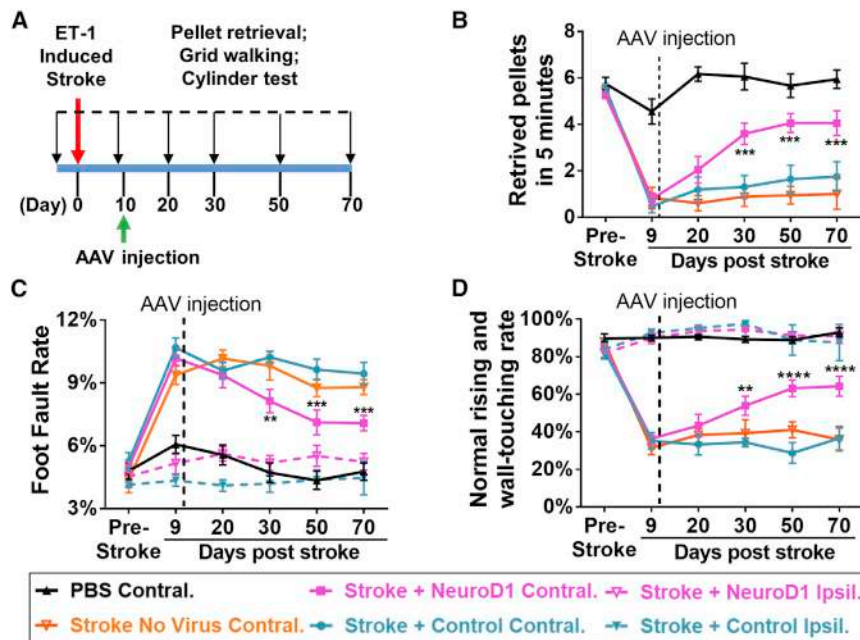 A
ET-1
Induced
Stroke
Pellet retrieval;
Grid walking;
Cylinder test
(Day) 0 10 20 30 50 70
AAV injection
B
AAV injection
Retrived pellets
in 5 minutes
8
6
4
2
0
*** *** ***
Pre-
Stroke
9 20 30 50 70
Days post stroke
C
AAV injection
Foot Fault Rate
12%
9%
6%
3%
** *** ***
Pre-
Stroke
9 20 30 50 70
Days post stroke
D
AAV injection
Normal rising and
wall-touching rate
100%
80%
60%
40%
20%
0%
** **** ****
Pre-
Stroke
9 20 30 50 70
Days post stroke
PBS Contral. Stroke + NeuroD1 Contral. Stroke + NeuroD1 Ipsil.
Stroke No Virus Contral. Stroke + Control Contral. Stroke + Control Ipsil.